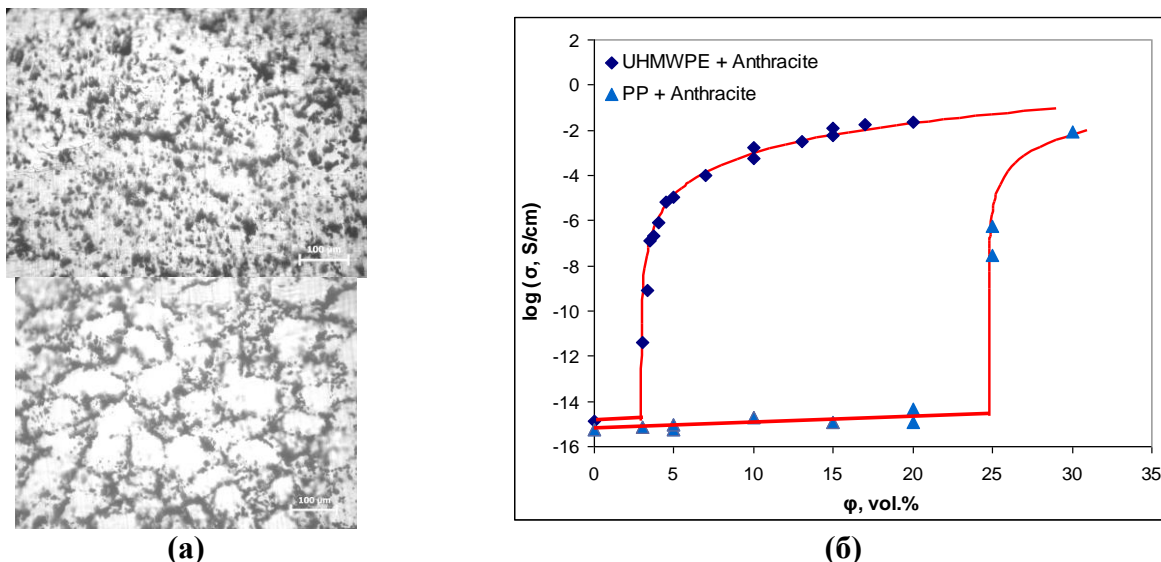 100 µm
100 µm
(а)
2
0
-2
-4
-6
-8
-10
-12
-14
-16
log (σ, S/cm)
UHMWPE + Anthracite
PP + Anthracite
0 5 10 15 20 25 30 35
φ, vol.%
(б)